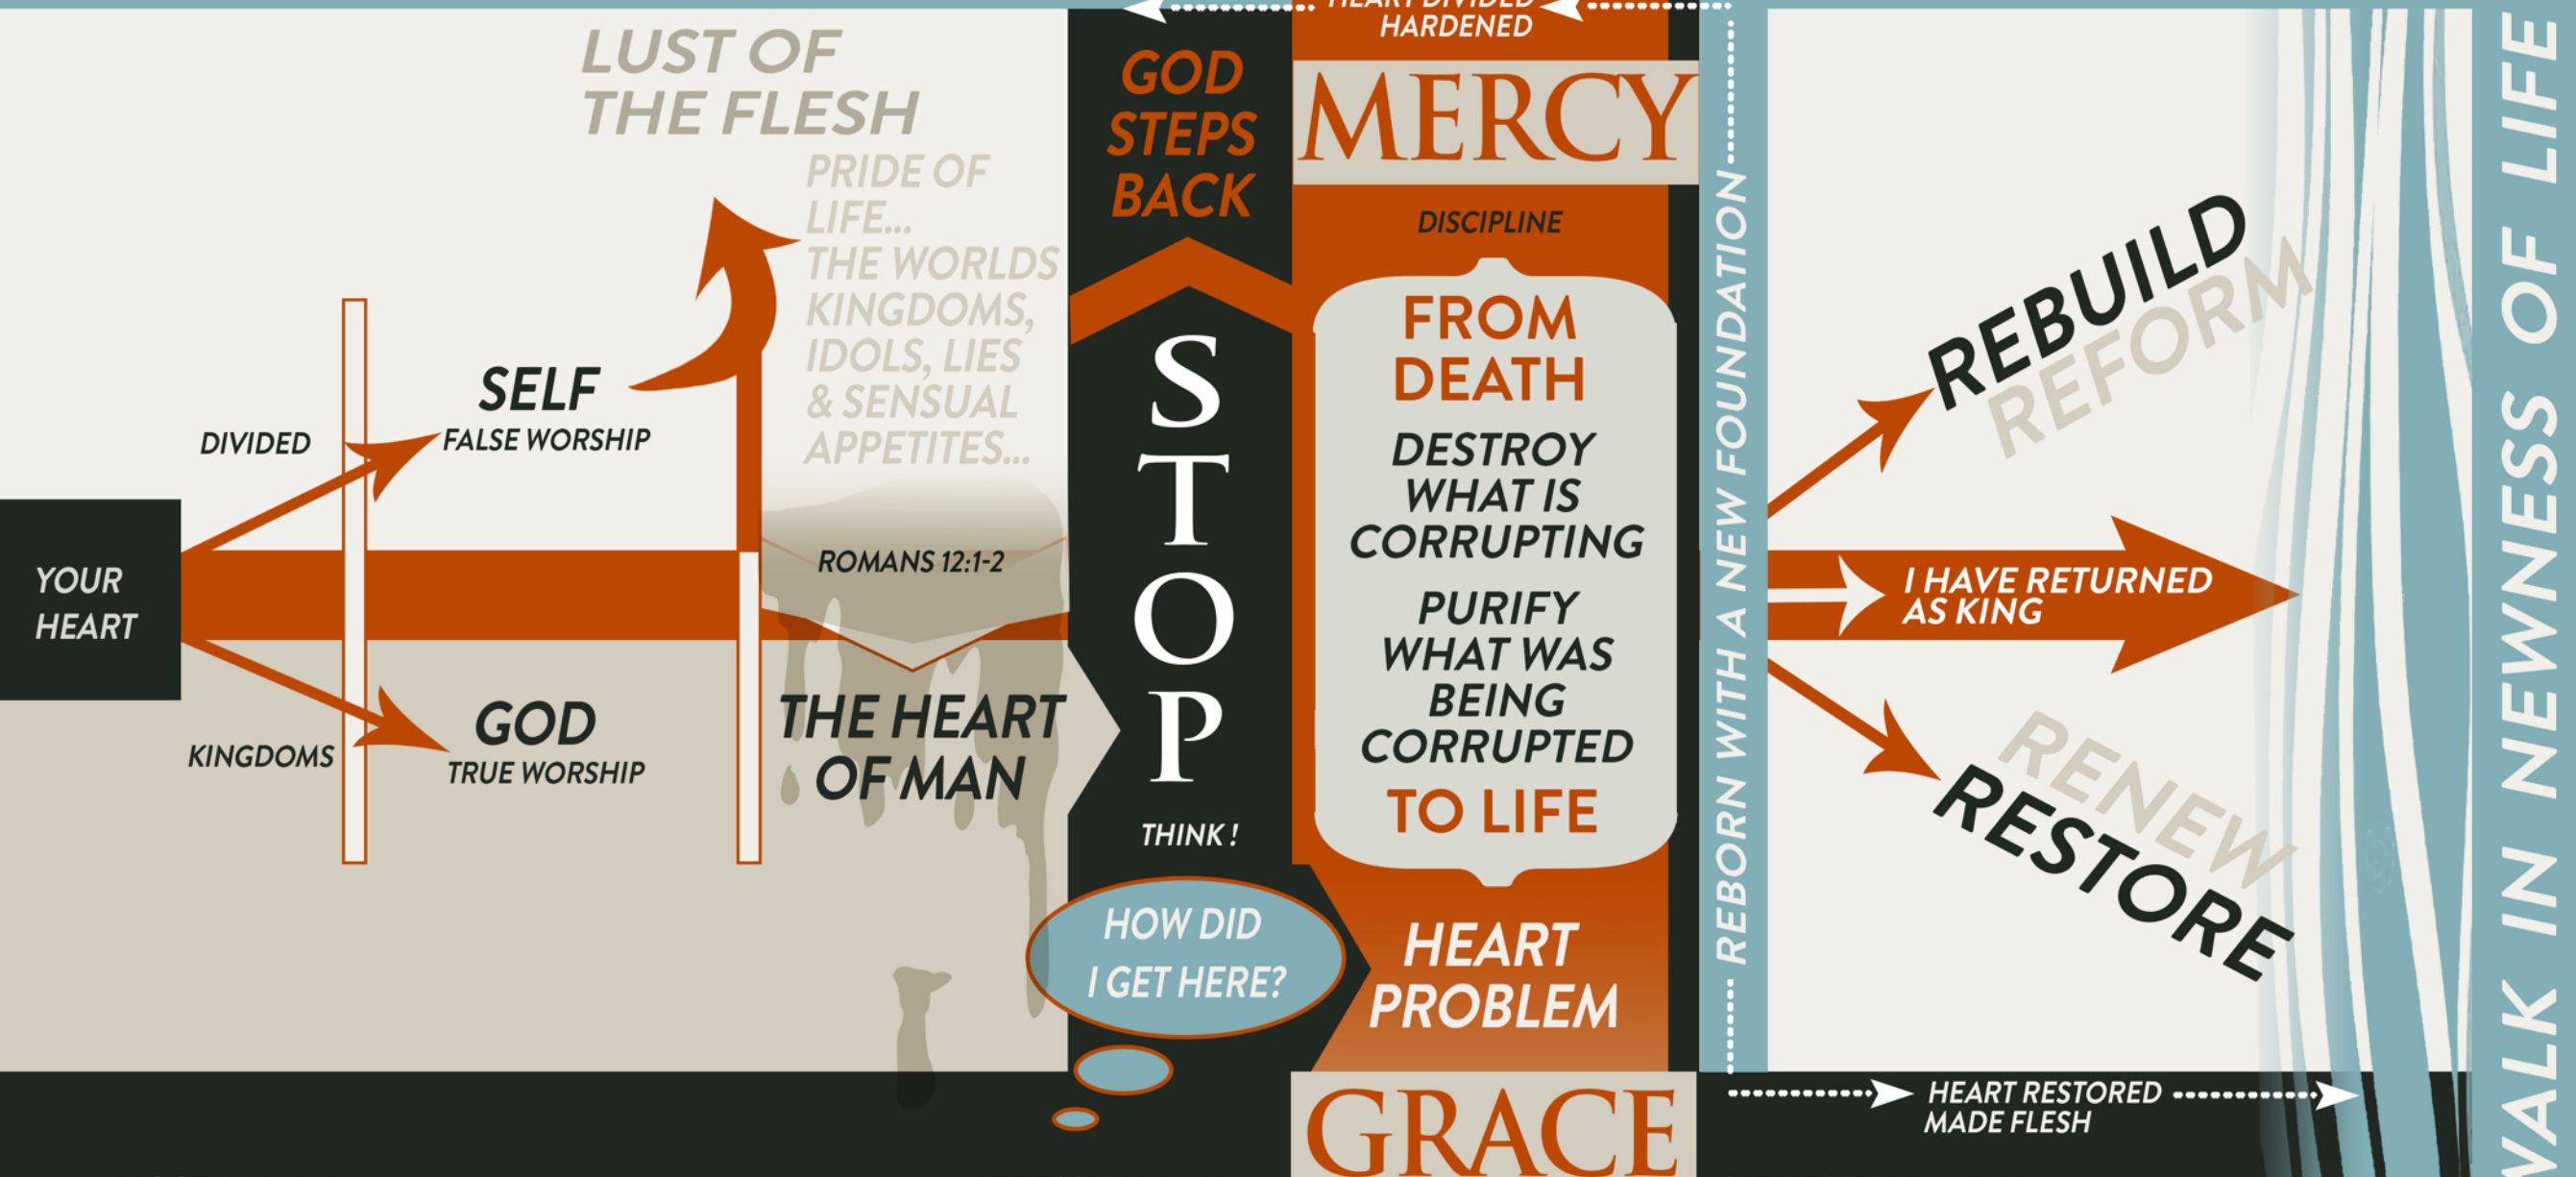 LUST OF
THE FLESH
PRIDE OF
LIFE...
THE WORLDS
KINGDOMS,
IDOLS, LIES
& SENSUAL
APPETITES...
DIVIDED
SELF
FALSE WORSHIP
YOUR
HEART
KINGDOMS
GOD
TRUE WORSHIP
ROMANS 12:1-2
THE HEART
OF MAN
GOD
STEPS
BACK
STOP
THINK!
HOW DID
I GET HERE?
HEART DIVIDED
HARDENED
MERCY
DISCIPLINE
FROM
DEATH
DESTROY
WHAT IS
CORRUPTING
PURIFY
WHAT WAS
BEING
CORRUPTED
TO LIFE
HEART
PROBLEM
GRACE
REBORN WITH A NEW FOUNDATION
REBUILD
REFORM
I HAVE RETURNED
AS KING
RENEW
RESTORE
HEART RESTORED
MADE FLESH
WALK IN NEWNESS OF LIFE